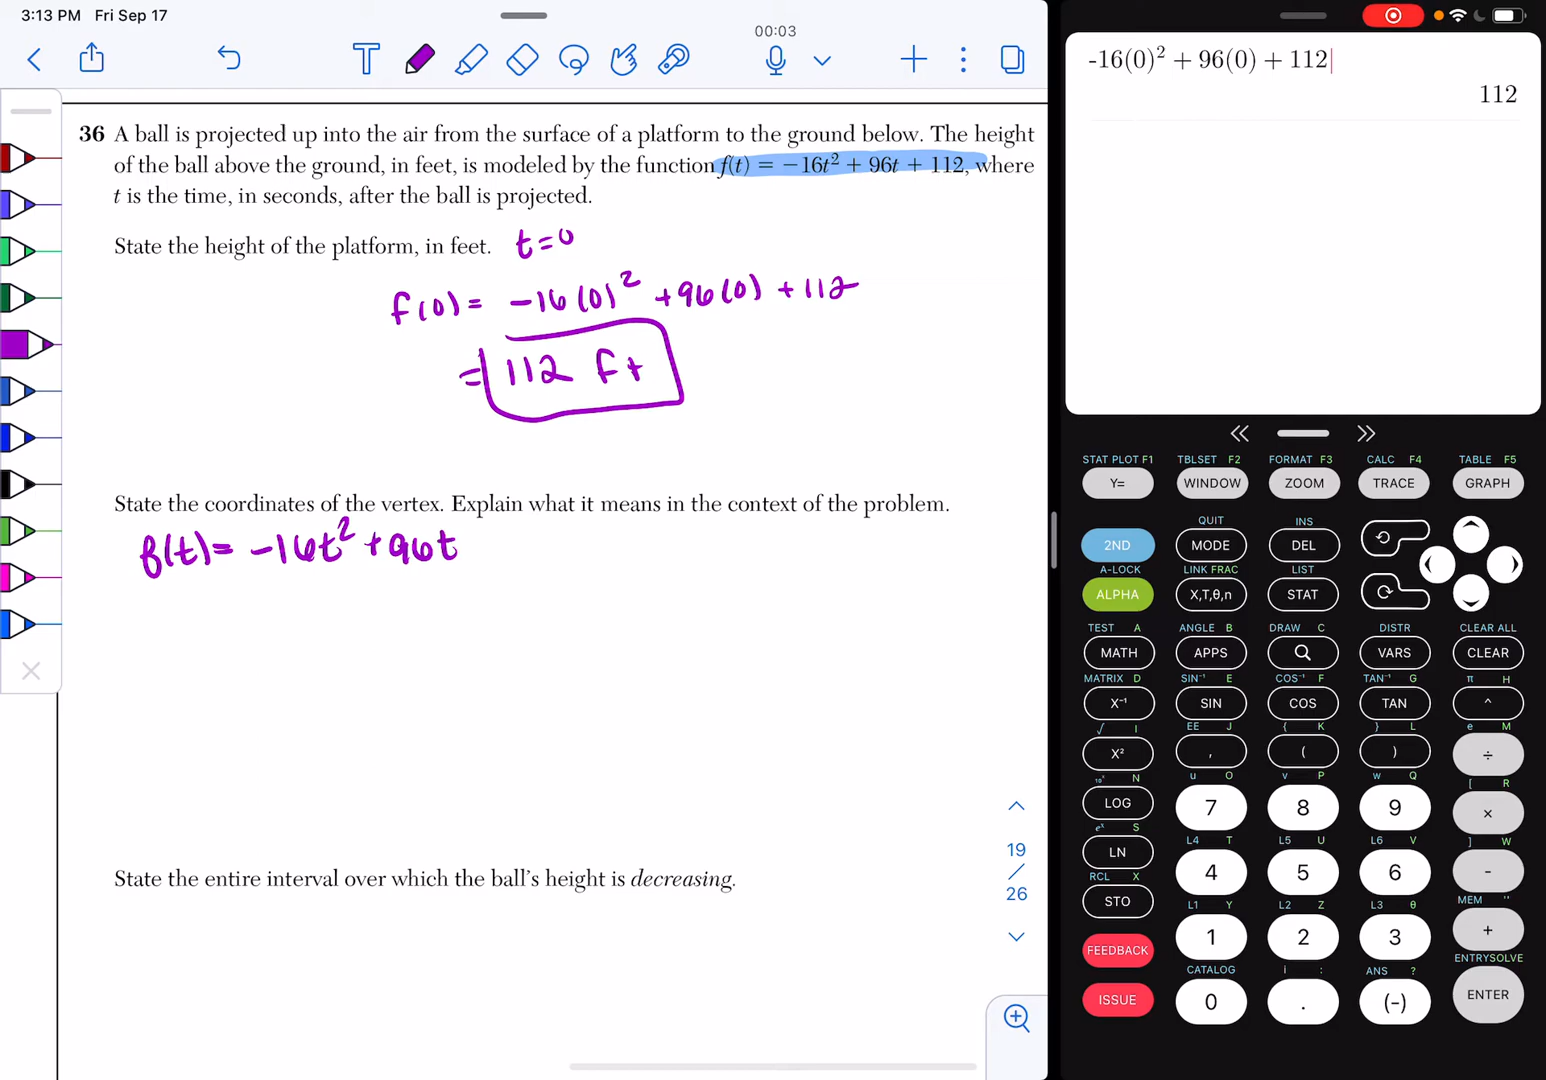 3:13 PM Fri Sep 17
00:03
T
36 A ball is projected up into the air from the surface of a platform to the ground below. The height
of the ball above the ground, in feet, is modeled by the function f(t) = −16t² + 96t + 112, where
t is the time, in seconds, after the ball is projected.
State the height of the platform, in feet. t=0
f(0) = -16(0)² +96(0) +112
= 112 ft
State the coordinates of the vertex. Explain what it means in the context of the problem.
f(t)= -16t² +96t
State the entire interval over which the ball's height is decreasing.
19
/
26
-16(0)² + 96(0) + 112
112
STAT PLOT F1 TBLSET F2 FORMAT F3 CALC F4 TABLE F5
Y= WINDOW ZOOM TRACE GRAPH
QUIT INS
2ND MODE DEL
A-LOCK LINK FRAC LIST
ALPHA X,T,θ,n STAT
TEST A ANGLE B DRAW C DISTR CLEAR ALL
MATH APPS VARS CLEAR
MATRIX D SIN⁻¹ E COS⁻¹ F TAN⁻¹ G π H
X⁻¹ SIN COS TAN ^
√ I EE J { K } L e M
X² , ( ) ÷
10ˣ N u O v P w Q [ R
LOG 7 8 9 ×
eˣ S L4 T L5 U L6 V ] W
LN 4 5 6 -
RCL X L1 Y L2 Z L3 θ MEM "
STO 1 2 3 +
FEEDBACK
CATALOG i : ANS ? ENTRY SOLVE
ISSUE 0 . (-) ENTER